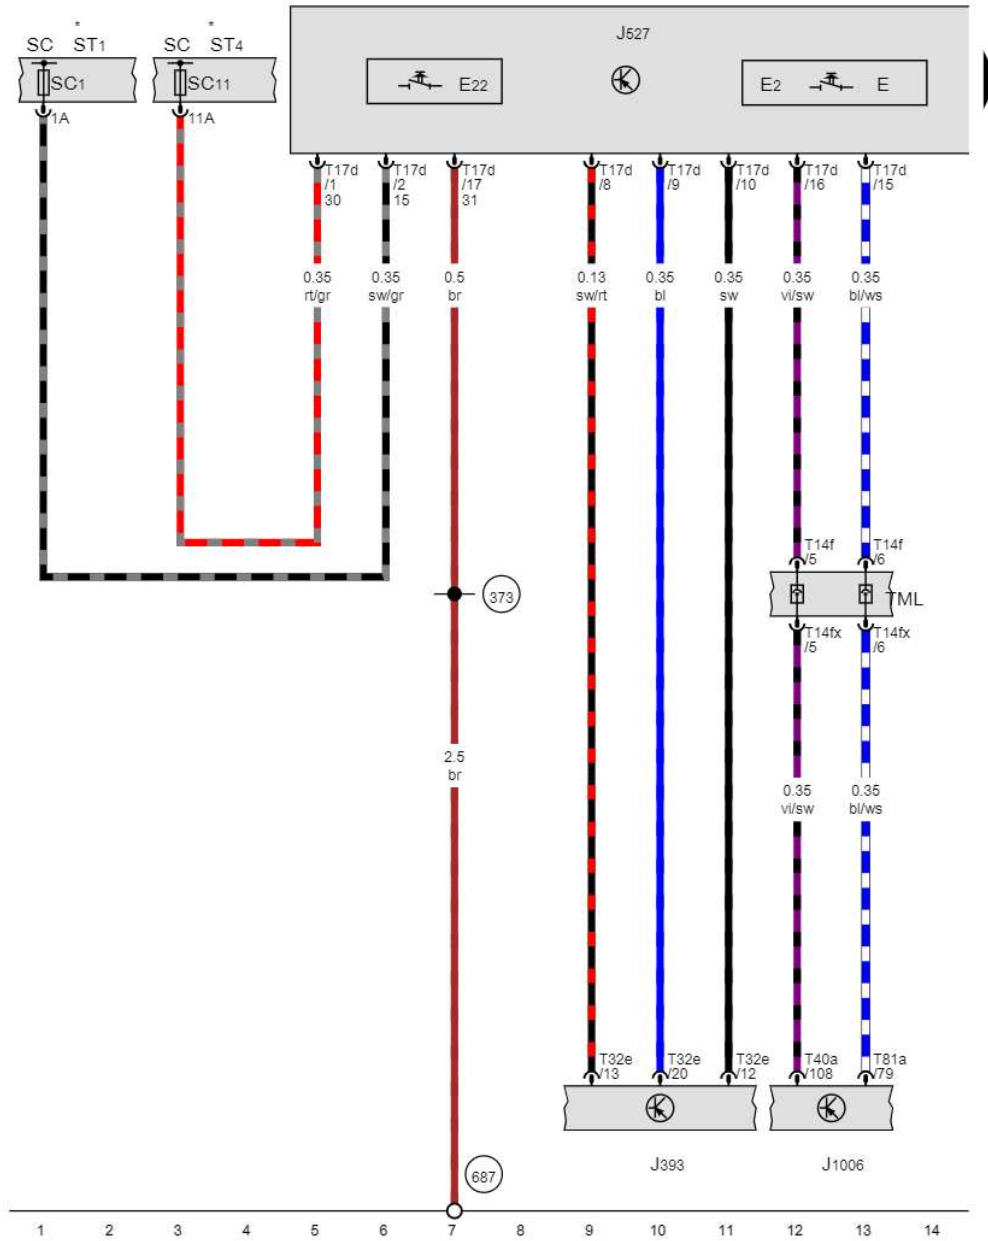 * *
SC ST1 SC ST4
J527
SC1 SC11
E22
E2 E
1A 11A
T17d T17d T17d T17d T17d T17d T17d T17d
/1 /2 /17 /8 /9 /10 /16 /15
30 15 31
0.35 0.35 0.5 0.13 0.35 0.35 0.35 0.35
rt/gr sw/gr br sw/rt bl sw vi/sw bl/ws
T14f T14f
/5 /6
373
TML
T14fx T14fx
/5 /6
2.5
br
0.35 0.35
vi/sw bl/ws
T32e T32e T32e T40a T81a
/13 /20 /12 /108 /79
J393 J1006
687
1 2 3 4 5 6 7 8 9 10 11 12 13 14